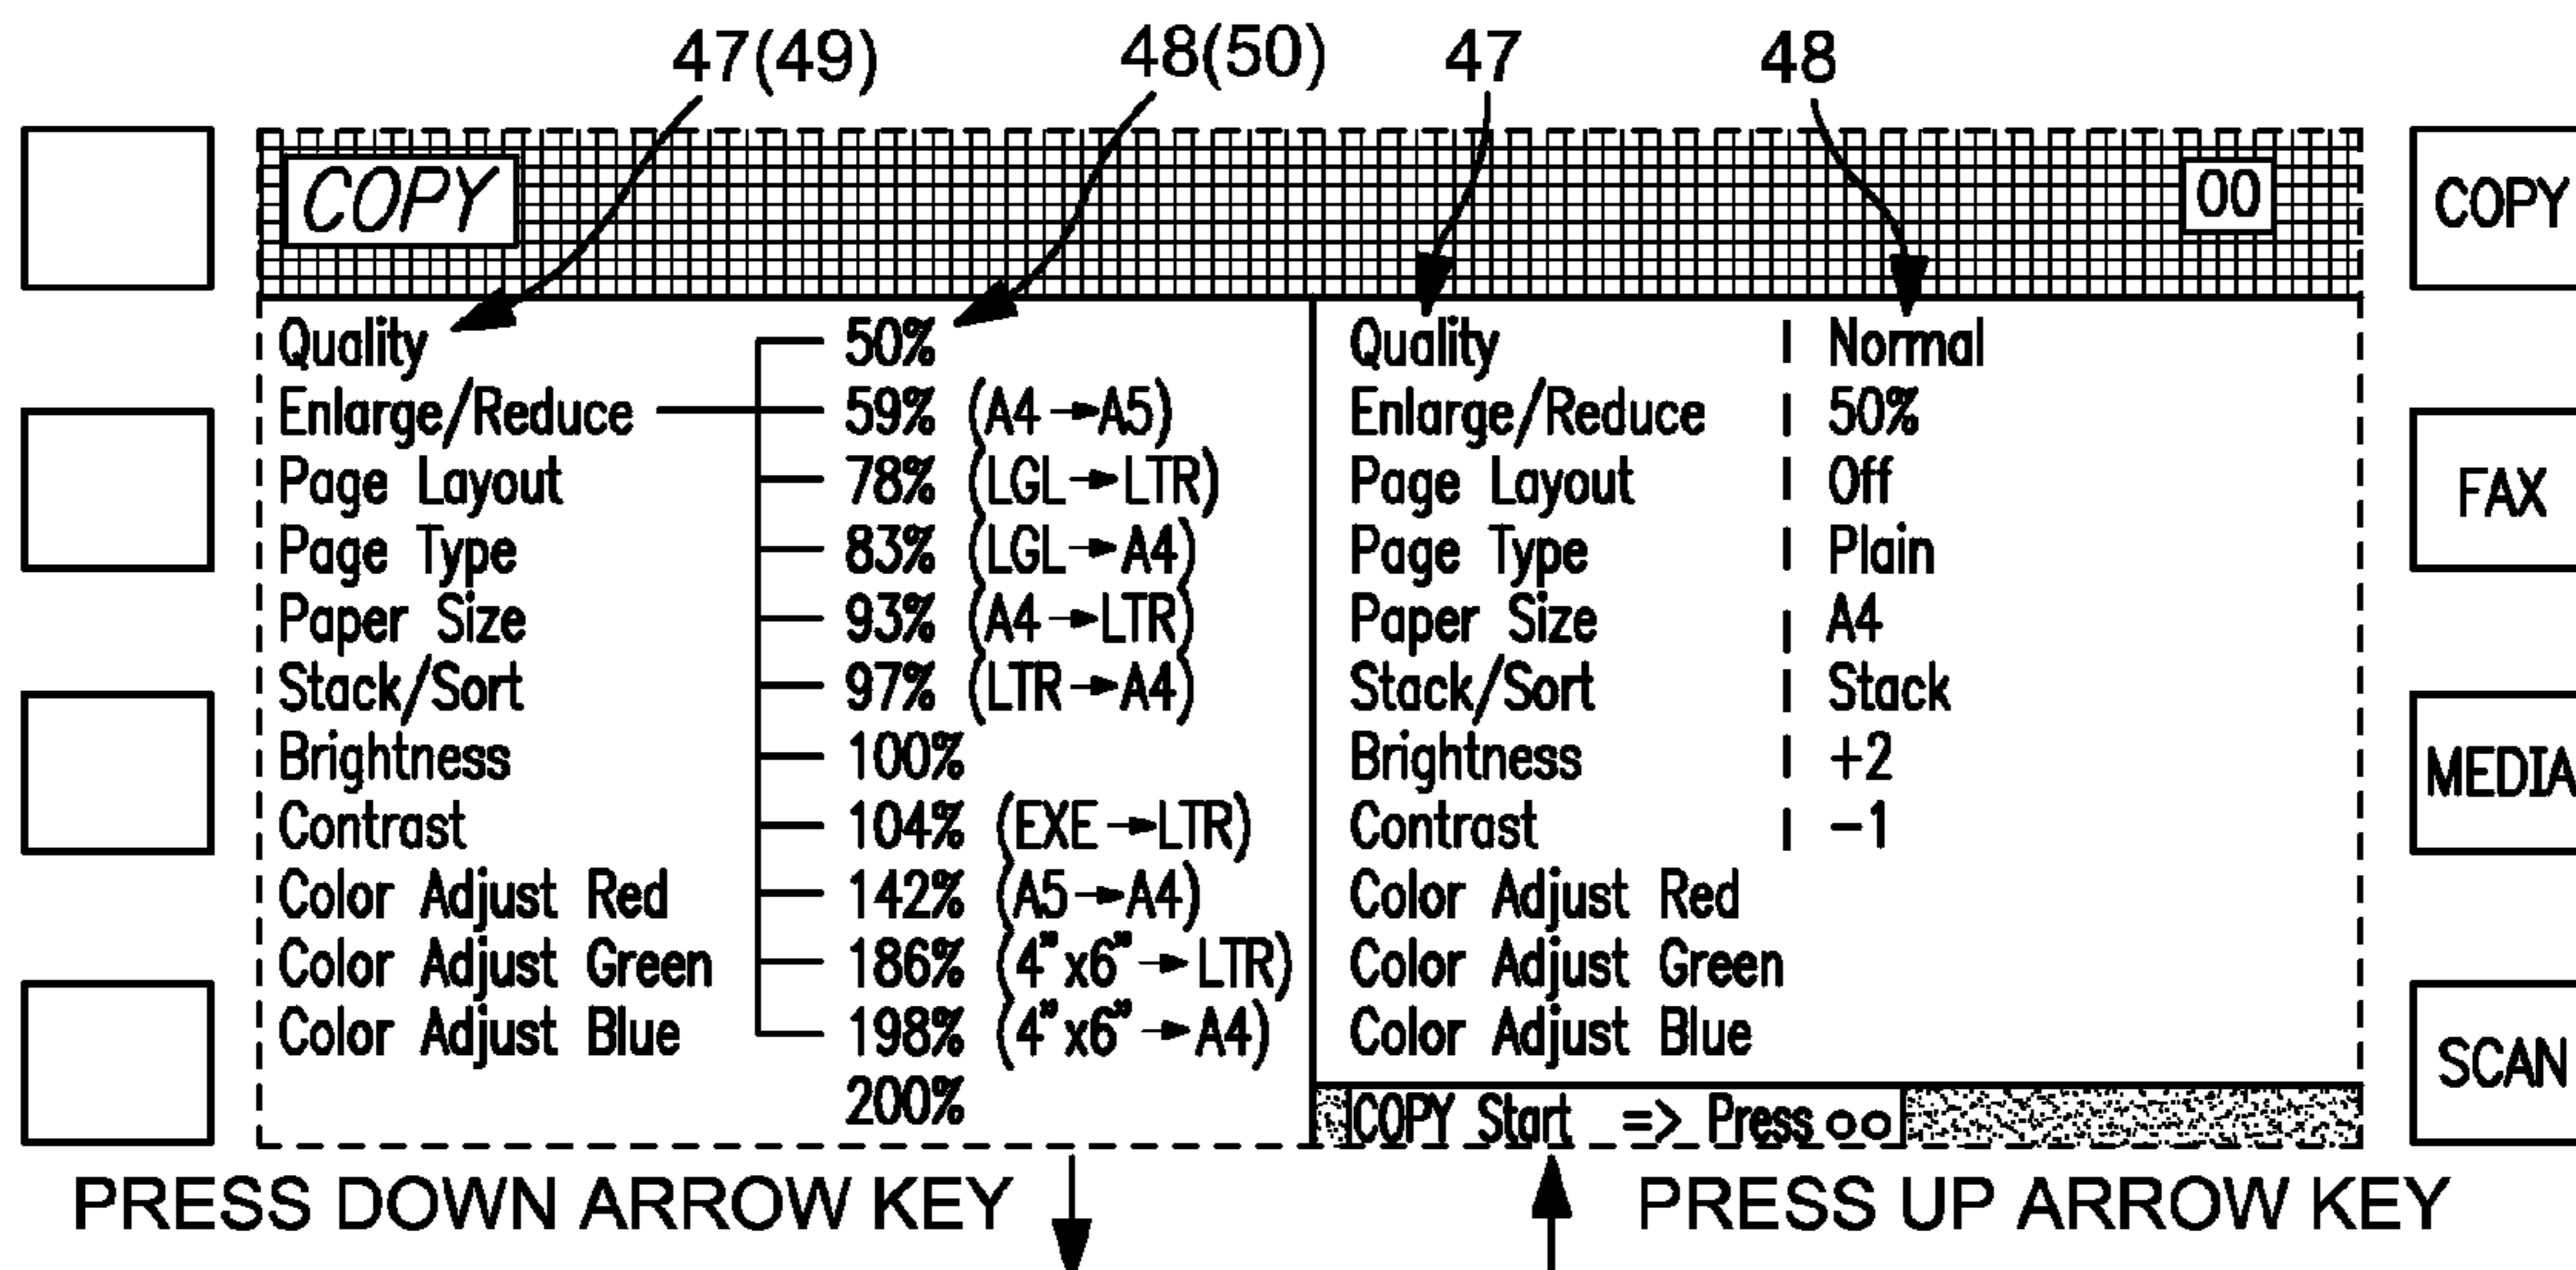 47(49) 48(50) 47 48
COPY 00
Quality
Enlarge/Reduce
Page Layout
Page Type
Paper Size
Stack/Sort
Brightness
Contrast
Color Adjust Red
Color Adjust Green
Color Adjust Blue
50%
59% (A4→A5)
78% (LGL→LTR)
83% (LGL→A4)
93% (A4→LTR)
97% (LTR→A4)
100%
104% (EXE→LTR)
142% (A5→A4)
186% (4"x6"→LTR)
198% (4"x6"→A4)
200%
Quality | Normal
Enlarge/Reduce | 50%
Page Layout | Off
Page Type | Plain
Paper Size | A4
Stack/Sort | Stack
Brightness | +2
Contrast | -1
Color Adjust Red
Color Adjust Green
Color Adjust Blue
COPY Start => Press oo
COPY
FAX
MEDIA
SCAN
PRESS DOWN ARROW KEY
PRESS UP ARROW KEY